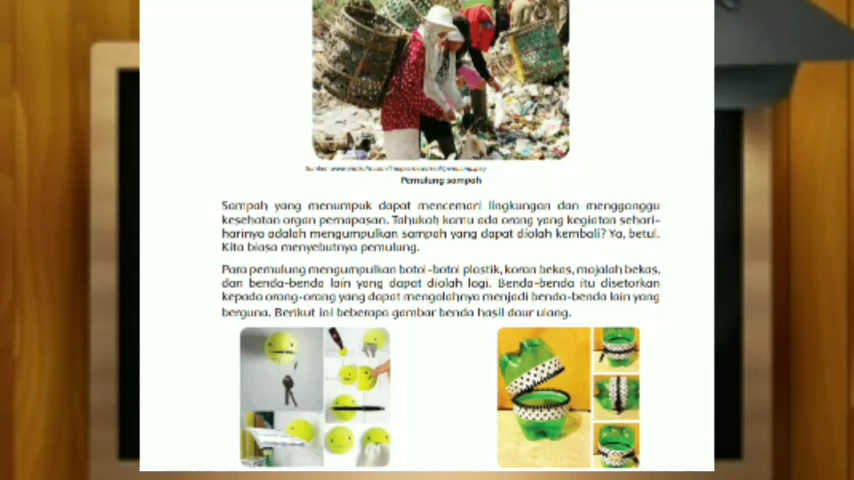 Pemulung sampah
Sampah yang menumpuk dapat mencemari lingkungan dan mengganggu
kesehatan organ pernapasan. Tahukah kamu ada orang yang kegiatan sehari-
harinya adalah mengumpulkan sampah yang dapat diolah kembali? Ya, betul.
Kita biasa menyebutnya pemulung.
Para pemulung mengumpulkan botol-botol plastik, koran bekas, majalah bekas,
dan benda-benda lain yang dapat diolah lagi. Benda-benda itu disetorkan
kepada orang-orang yang dapat mengolahnya menjadi benda-benda lain yang
berguna. Berikut ini beberapa gambar benda hasil daur ulang.